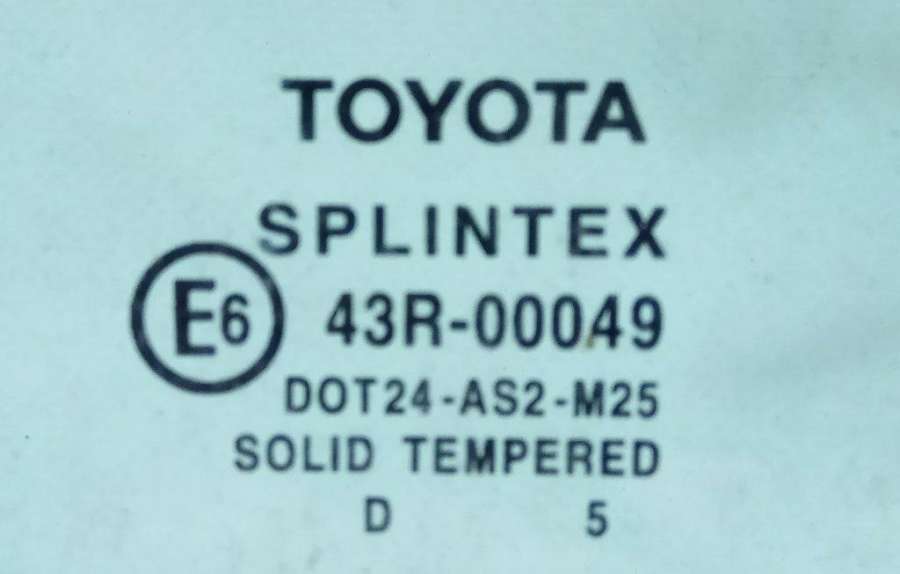 TOYOTA
SPLINTEX
E6 43R-00049
DOT24-AS2-M25
SOLID TEMPERED
D 5